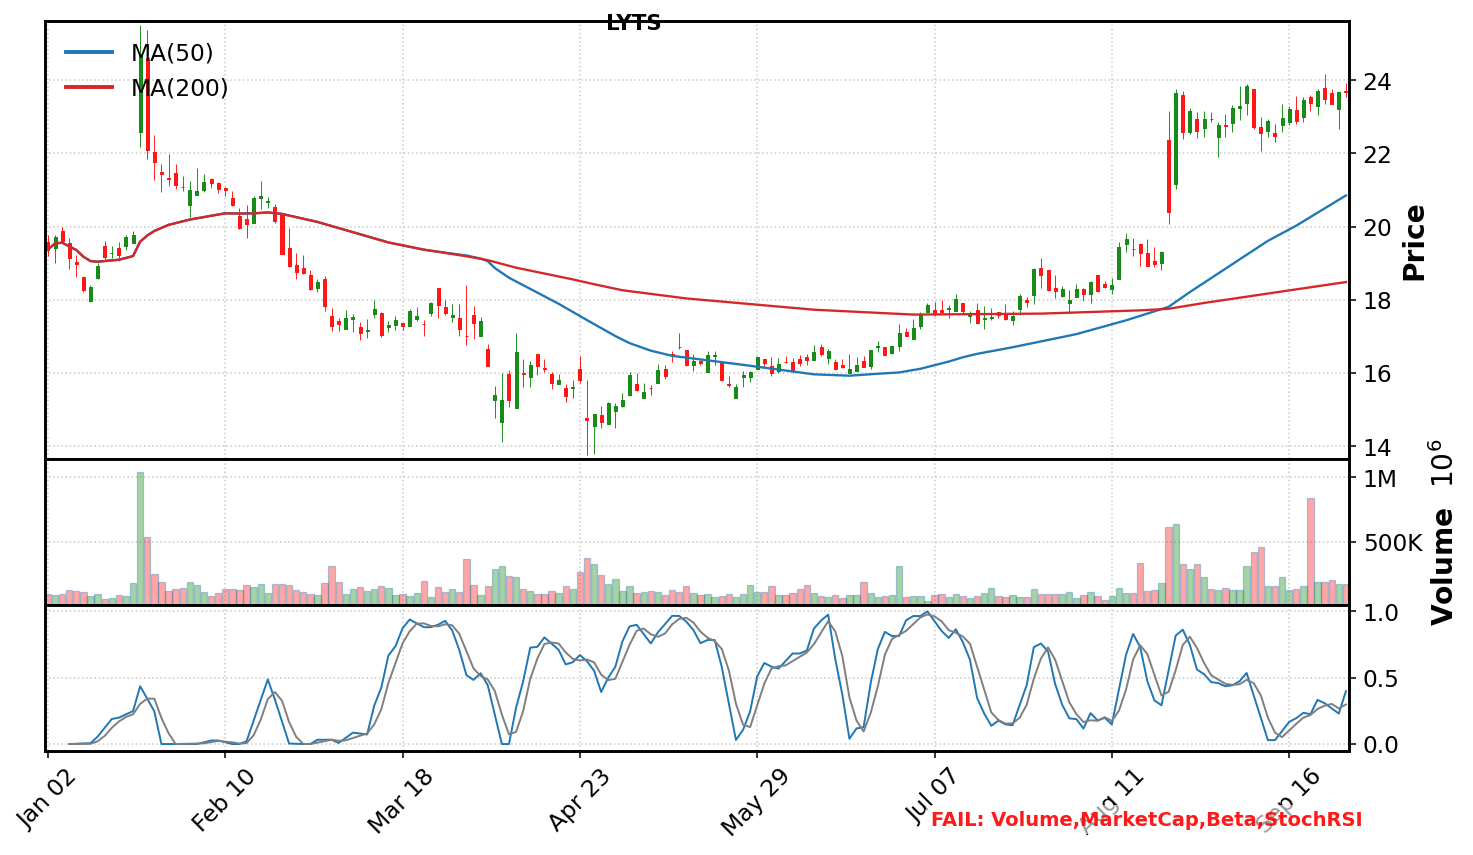 LYTS
MA(50)
MA(200)
24
22
20
18
16
14
Price
1M
500K
Volume 10^6
1.0
0.5
0.0
Jan 02
Feb 10
Mar 18
Apr 23
May 29
Jul 07
Aug 11
Sep 16
FAIL: Volume,MarketCap,Beta,StochRSI